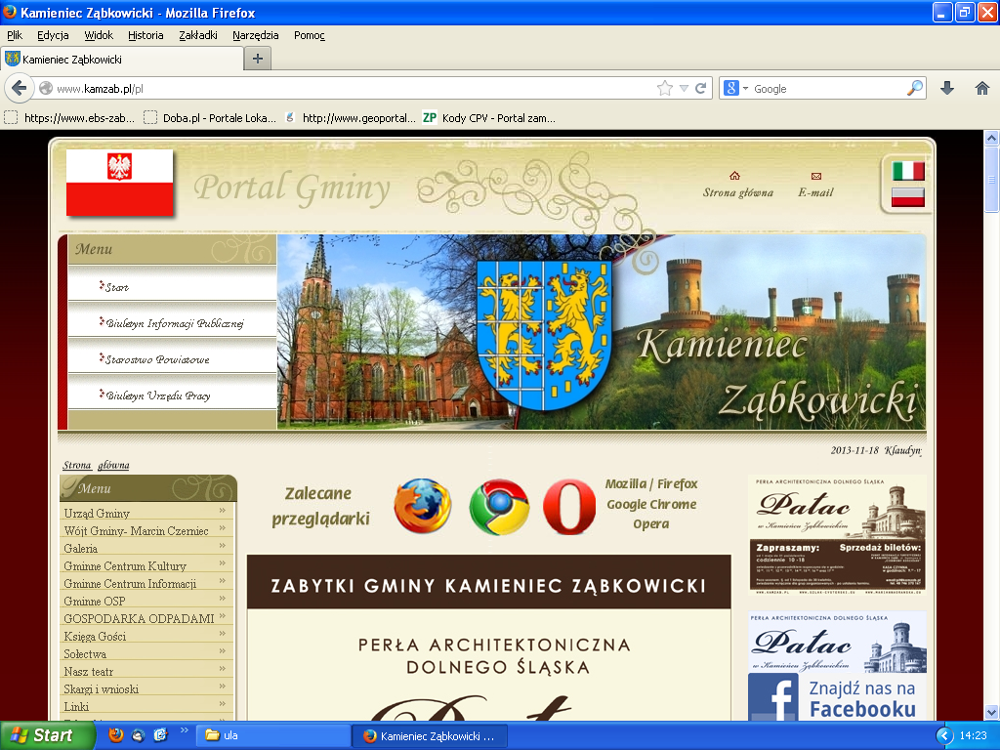 Kamieniec Ząbkowicki - Mozilla Firefox
Plik Edycja Widok Historia Zakładki Narzędzia Pomoc
Kamieniec Ząbkowicki
www.kamzab.pl/pl
Google
https://www.ebs-zab... Doba.pl - Portale Loka... http://www.geoportal... ZP Kody CPV - Portal zam...
Portal Gminy
Strona główna E-mail
Menu
Start
Biuletyn Informacji Publicznej
Starostwo Powiatowe
Biuletyn Urzędu Pracy
Kamieniec
Ząbkowicki
2013-11-18 Klaudyn
Strona główna
Menu
Urząd Gminy
Wójt Gminy- Marcin Czerniec
Galeria
Gminne Centrum Kultury
Gminne Centrum Informacji
Gminne OSP
GOSPODARKA ODPADAMI
Księga Gości
Sołectwa
Nasz teatr
Skargi i wnioski
Linki
Zalecane
przeglądarki
Mozilla / Firefox
Google Chrome
Opera
ZABYTKI GMINY KAMIENIEC ZĄBKOWICKI
PERŁA ARCHITEKTONICZNA
DOLNEGO ŚLĄSKA
PERŁA ARCHITEKTONICZNA DOLNEGO ŚLĄSKA
Pałac
w Kamieńcu Ząbkowickim
Zapraszamy: Sprzedaż biletów:
codziennie 10 -18
PERŁA ARCHITEKTONICZNA DOLNEGO ŚLĄSKA
Pałac
w Kamieńcu Ząbkowickim
Znajdź nas na
Facebooku
Start ula Kamieniec Ząbkowicki ... 14:23